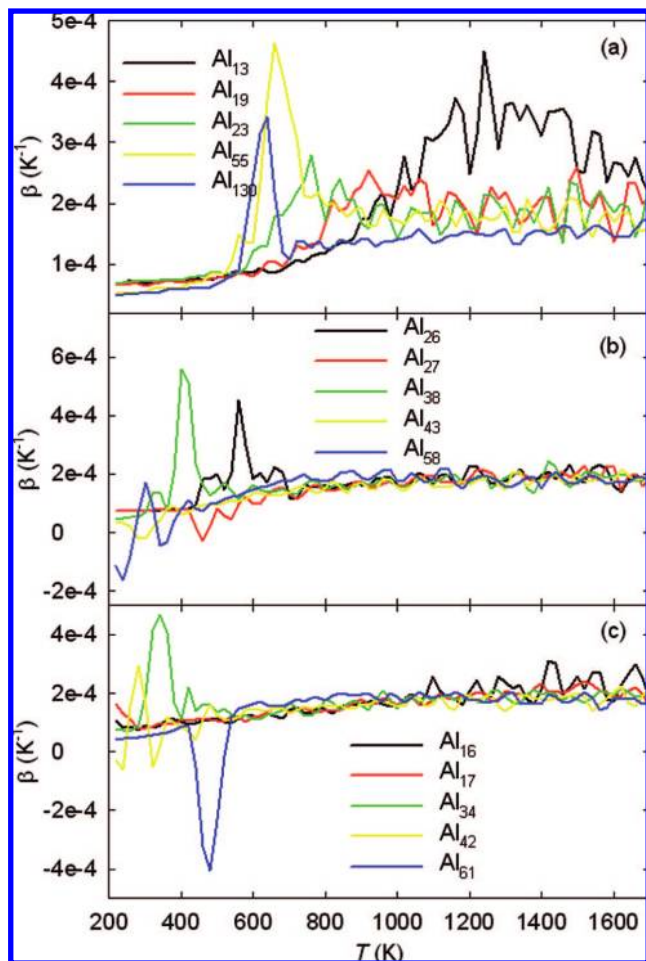 5e-4
(a)
Al13
4e-4
Al19
Al23
β (K-1)
3e-4
Al55
Al130
2e-4
1e-4
(b)
Al26
6e-4
Al27
Al38
4e-4
Al43
β (K-1)
Al58
2e-4
0
-2e-4
(c)
4e-4
2e-4
β (K-1)
0
Al16
Al17
-2e-4
Al34
Al42
-4e-4
Al61
200 400 600 800 1000 1200 1400 1600
T (K)